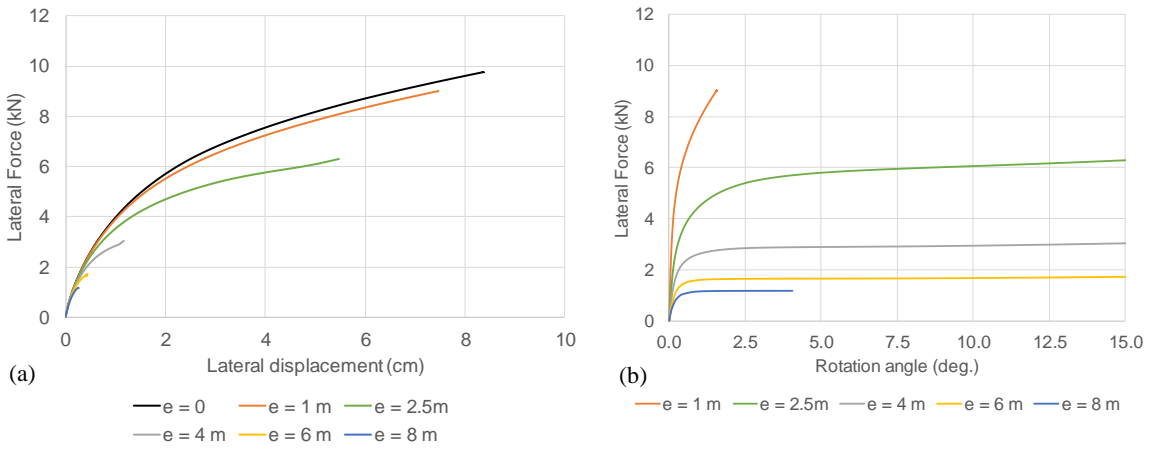 12
10
8
6
4
2
0
0 2 4 6 8 10
Lateral Force (kN)
Lateral displacement (cm)
(a)
e = 0 e = 1 m e = 2.5m
e = 4 m e = 6 m e = 8 m
12
10
8
6
4
2
0
0.0 2.5 5.0 7.5 10.0 12.5 15.0
Lateral Force (kN)
Rotation angle (deg.)
(b)
e = 1 m e = 2.5m e = 4 m e = 6 m e = 8 m